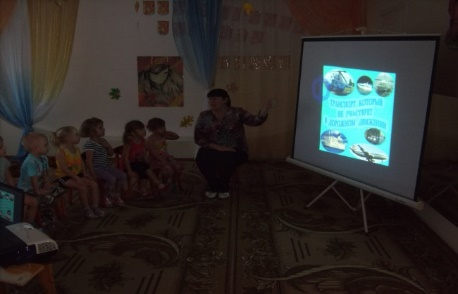 ТРАНСПОРТ, КОТОРЫЙ
НЕ УЧАСТВУЕТ
В ДОРОЖНОМ ДВИЖЕНИИ